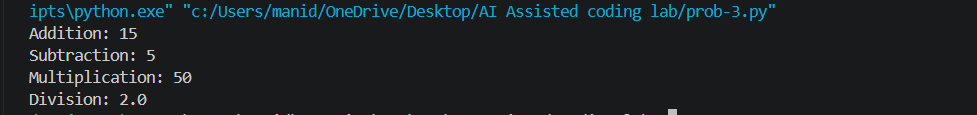 ipts\python.exe" "c:/Users/manid/OneDrive/Desktop/AI Assisted coding lab/prob-3.py"
Addition: 15
Subtraction: 5
Multiplication: 50
Division: 2.0